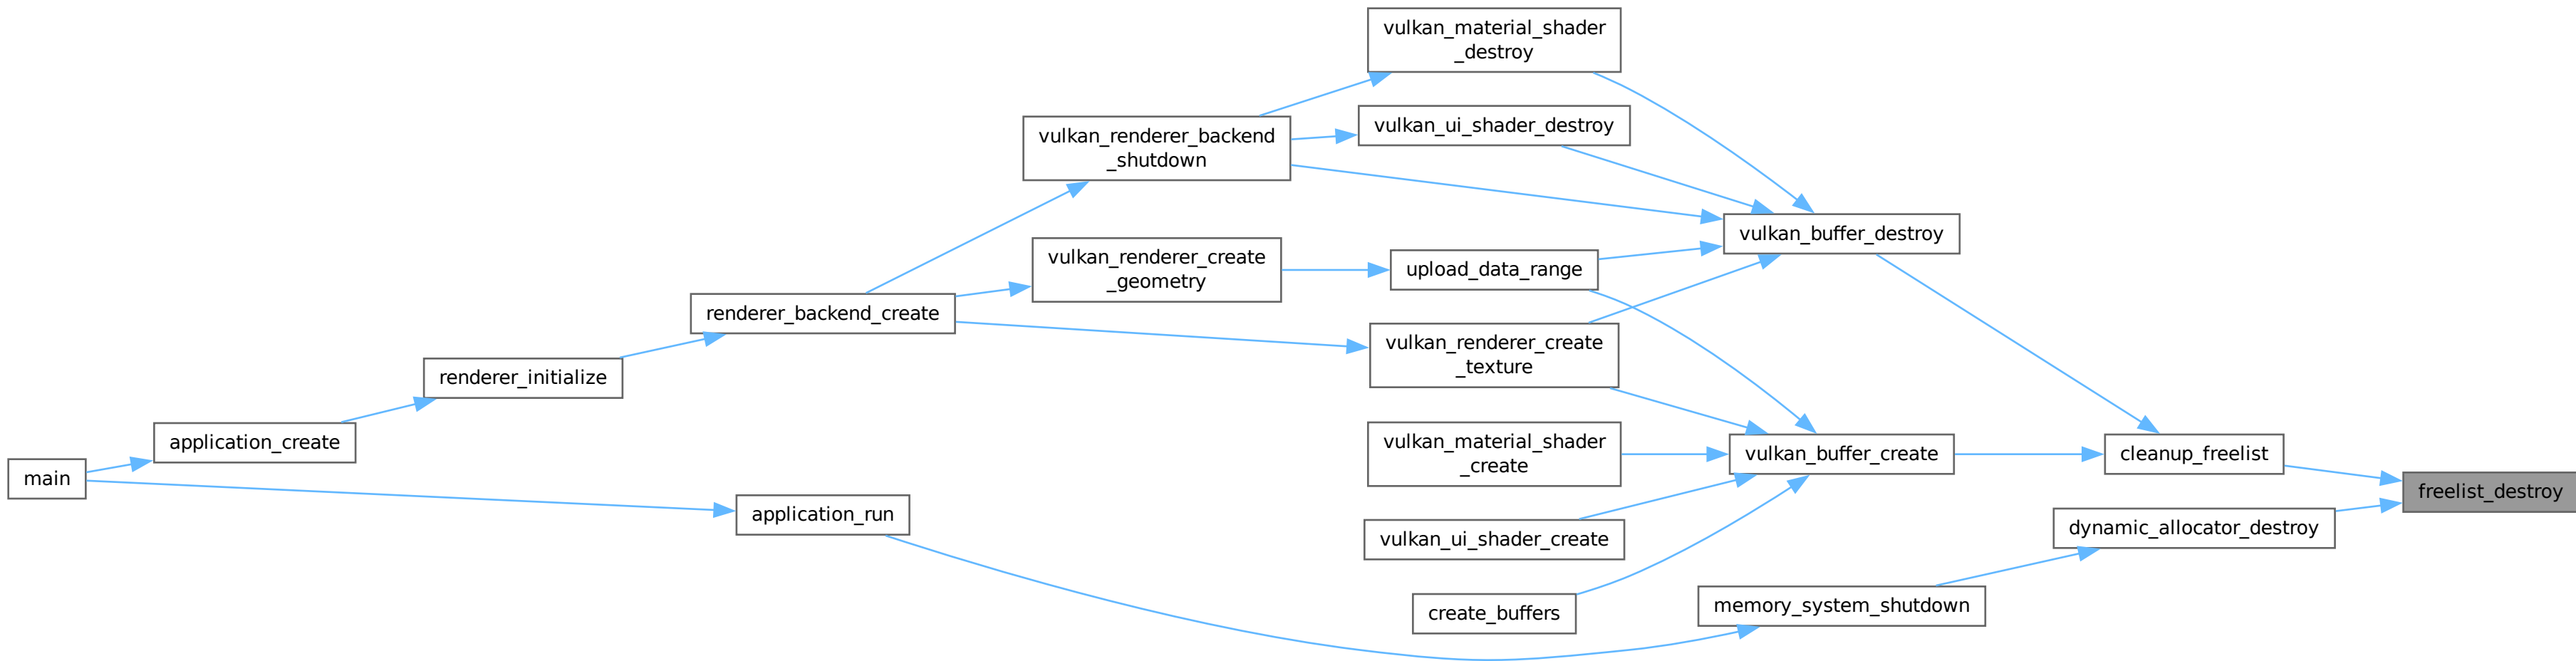 vulkan_material_shader
_destroy
vulkan_ui_shader_destroy
vulkan_renderer_backend
_shutdown
vulkan_buffer_destroy
vulkan_renderer_create
_geometry
upload_data_range
renderer_backend_create
vulkan_renderer_create
_texture
renderer_initialize
application_create
vulkan_material_shader
_create
vulkan_buffer_create
cleanup_freelist
main
freelist_destroy
application_run
dynamic_allocator_destroy
vulkan_ui_shader_create
create_buffers
memory_system_shutdown